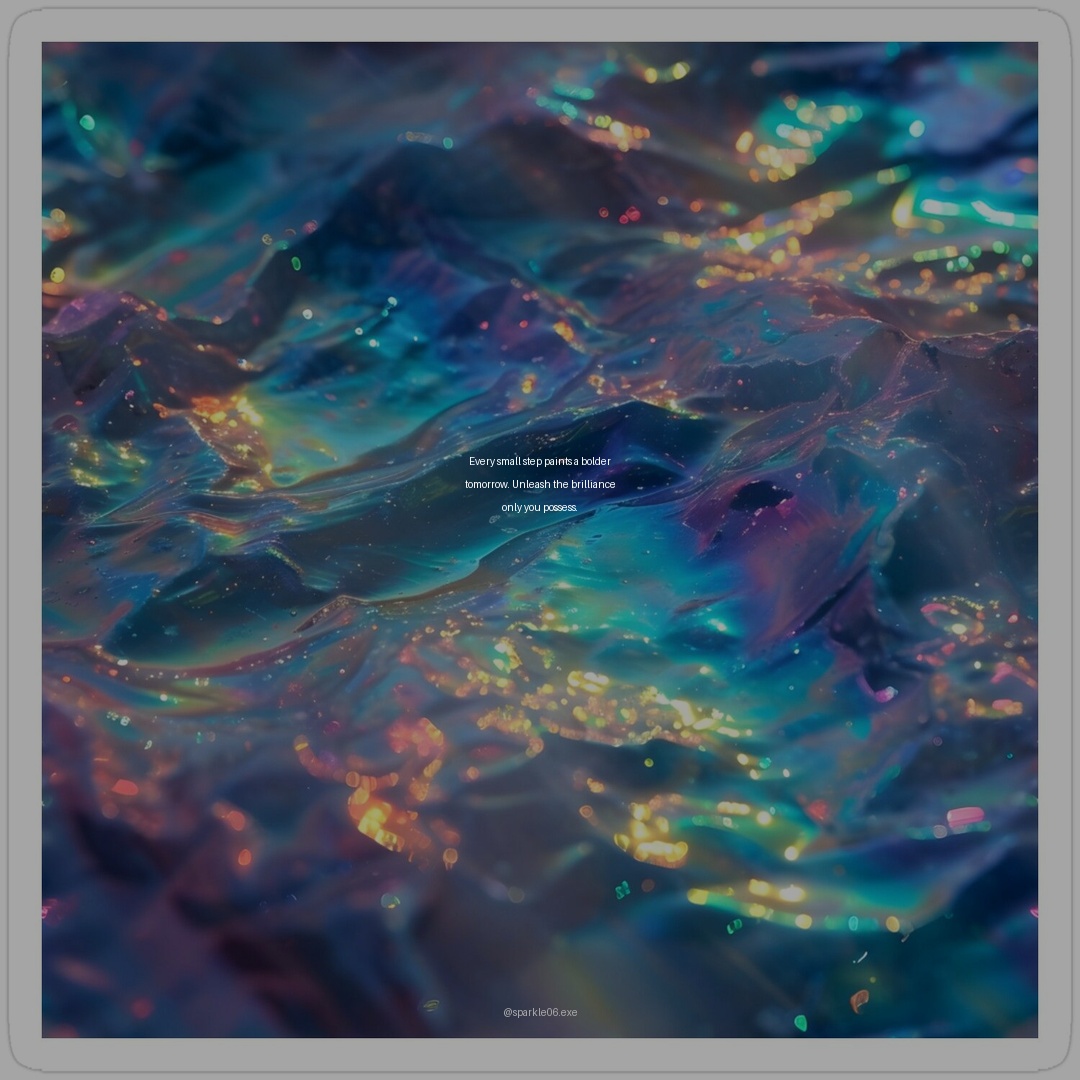 Every small step paints a bolder
tomorrow. Unleash the brilliance
only you possess.
@sparkle06.exe